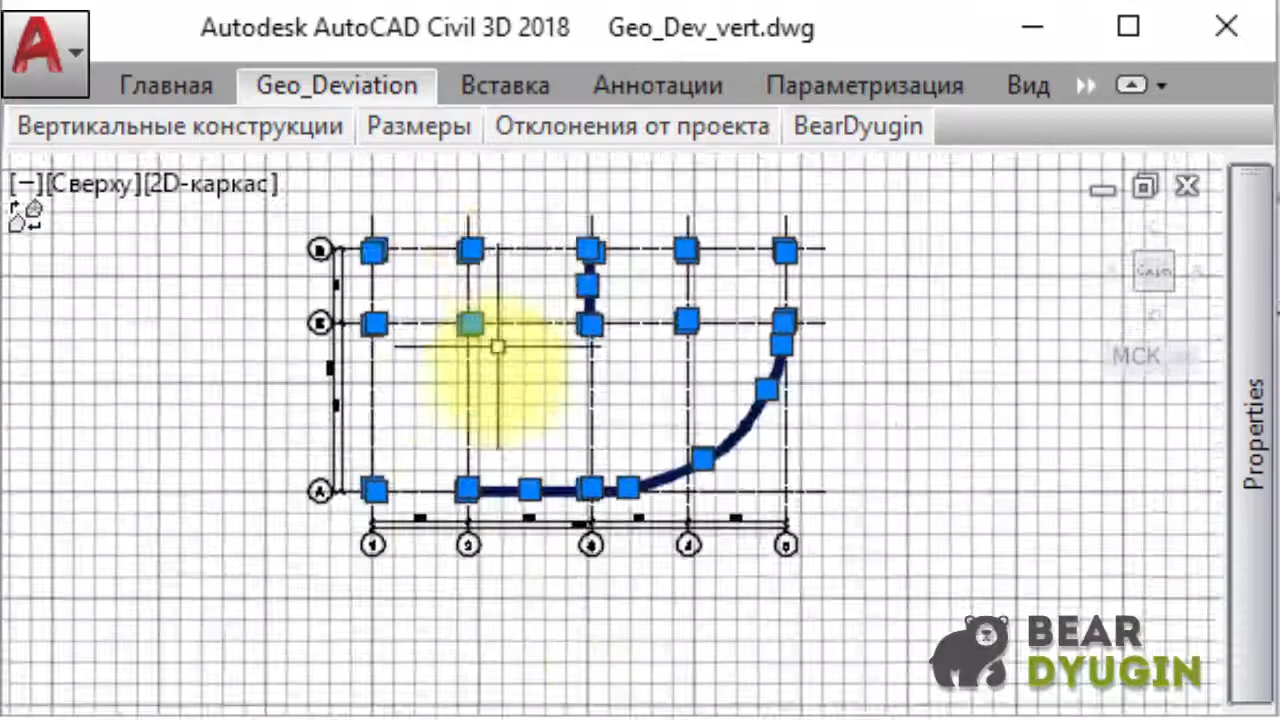 Autodesk AutoCAD Civil 3D 2018 Geo_Dev_vert.dwg
Главная Geo_Deviation Вставка Аннотации Параметризация Вид
Вертикальные конструкции Размеры Отклонения от проекта BearDyugin
[−][Сверху][2D-каркас]
МСК
Properties
A
1
BEAR
DYUGIN